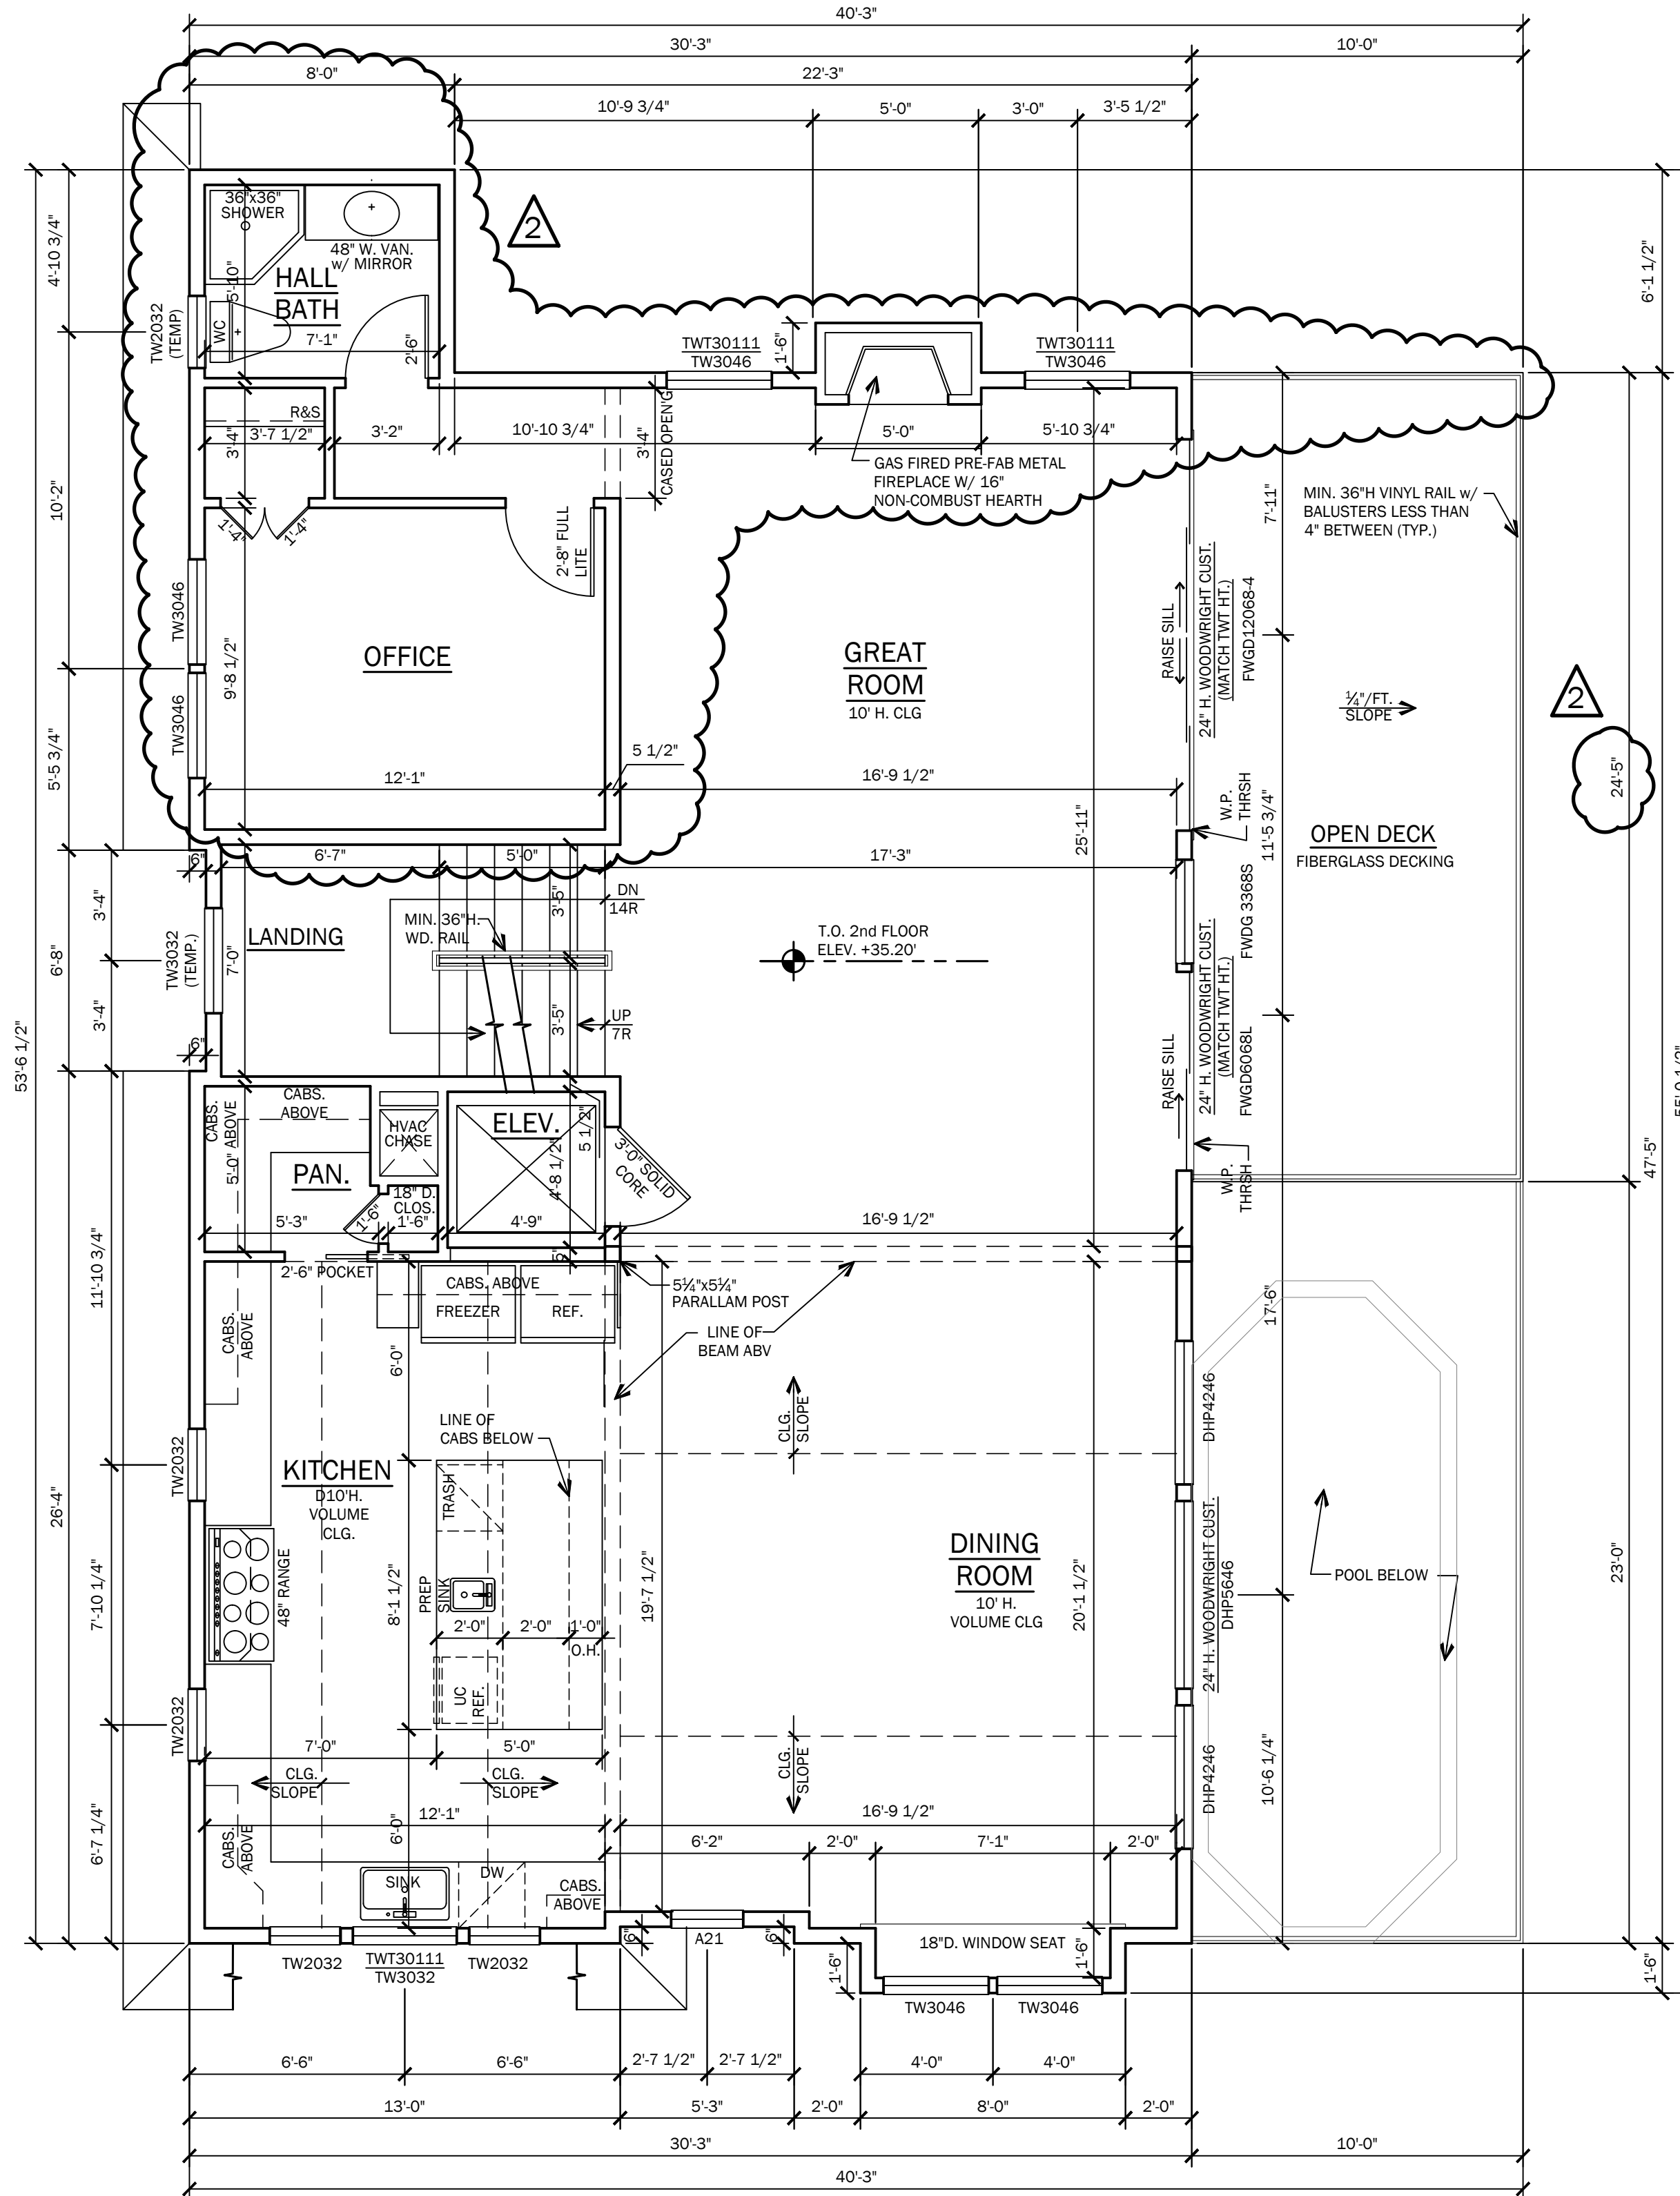 40'-3"
30'-3"
10'-0"
8'-0"
22'-3"
10'-9 3/4"
5'-0"
3'-0"
3'-5 1/2"
36"x36"
SHOWER
48" W. VAN.
w/ MIRROR
2
HALL
BATH
5'-10"
7'-1"
2'-6"
WC
TW2032
(TEMP)
4'-10 3/4"
6'-1 1/2"
TWT30111
TW3046
1'-6"
TWT30111
TW3046
R&S
3'-4"
3'-7 1/2"
3'-2"
10'-10 3/4"
3'-4"
CASED OPEN'G
5'-0"
5'-10 3/4"
GAS FIRED PRE-FAB METAL
FIREPLACE W/ 16"
NON-COMBUST HEARTH
MIN. 36"H VINYL RAIL w/
BALUSTERS LESS THAN
4" BETWEEN (TYP.)
7'-11"
10'-2"
1'-4"
1'-4"
2'-8" FULL
LITE
TW3046
TW3046
9'-8 1/2"
OFFICE
GREAT
ROOM
10' H. CLG
RAISE SILL
24" H. WOODWRIGHT CUST.
(MATCH TWT HT.)
FWGD12068-4
1/4"/FT.
SLOPE
2
24'-5"
5'-5 3/4"
12'-1"
5 1/2"
16'-9 1/2"
25'-11"
W.P.
THRSH
11'-5 3/4"
OPEN DECK
FIBERGLASS DECKING
6"
6'-7"
5'-0"
17'-3"
3'-4"
6'-8"
3'-4"
TW3032
(TEMP.)
7'-0"
LANDING
MIN. 36"H.
WD. RAIL
3'-5"
DN
14R
3'-5"
UP
7R
T.O. 2nd FLOOR
ELEV. +35.20'
FWDG 3368S
24" H. WOODWRIGHT CUST.
(MATCH TWT HT.)
FWGD6068L
RAISE SILL
W.P.
THRSH
6"
53'-6 1/2"
55'-0 1/2"
47'-5"
CABS.
ABOVE
CABS.
ABOVE
5'-0"
HVAC
CHASE
ELEV.
5 1/2"
4'-8 1/2"
3'-0" SOLID
CORE
PAN.
18" D.
CLOS.
1'-6"
5'-3"
1'-6"
4'-9"
16'-9 1/2"
5"
11'-10 3/4"
2'-6" POCKET
CABS. ABOVE
FREEZER
REF.
5¼"x5¼"
PARALLAM POST
LINE OF
BEAM ABV
CABS.
ABOVE
6'-0"
17'-6"
LINE OF
CABS BELOW
CLG.
SLOPE
DHP4246
TW2032
KITCHEN
D10'H.
VOLUME
CLG.
TRASH
26'-4"
7'-10 1/4"
48" RANGE
8'-1 1/2"
PREP
SINK
2'-0"
2'-0"
1'-0"
O.H.
UC
REF.
19'-7 1/2"
DINING
ROOM
10' H.
VOLUME CLG
20'-1 1/2"
24" H. WOODWRIGHT CUST.
DHP5646
POOL BELOW
23'-0"
TW2032
7'-0"
5'-0"
CLG.
SLOPE
CLG.
SLOPE
CLG.
SLOPE
DHP4246
10'-6 1/4"
12'-1"
16'-9 1/2"
6'-7 1/4"
6'-0"
6'-2"
2'-0"
7'-1"
2'-0"
CABS.
ABOVE
SINK
DW
CABS.
ABOVE
6"
6"
A21
18"D. WINDOW SEAT
1'-6"
1'-6"
1'-6"
TW2032
TWT30111
TW3032
TW2032
TW3046
TW3046
6'-6"
6'-6"
2'-7 1/2"
2'-7 1/2"
4'-0"
4'-0"
13'-0"
5'-3"
2'-0"
8'-0"
2'-0"
30'-3"
10'-0"
40'-3"